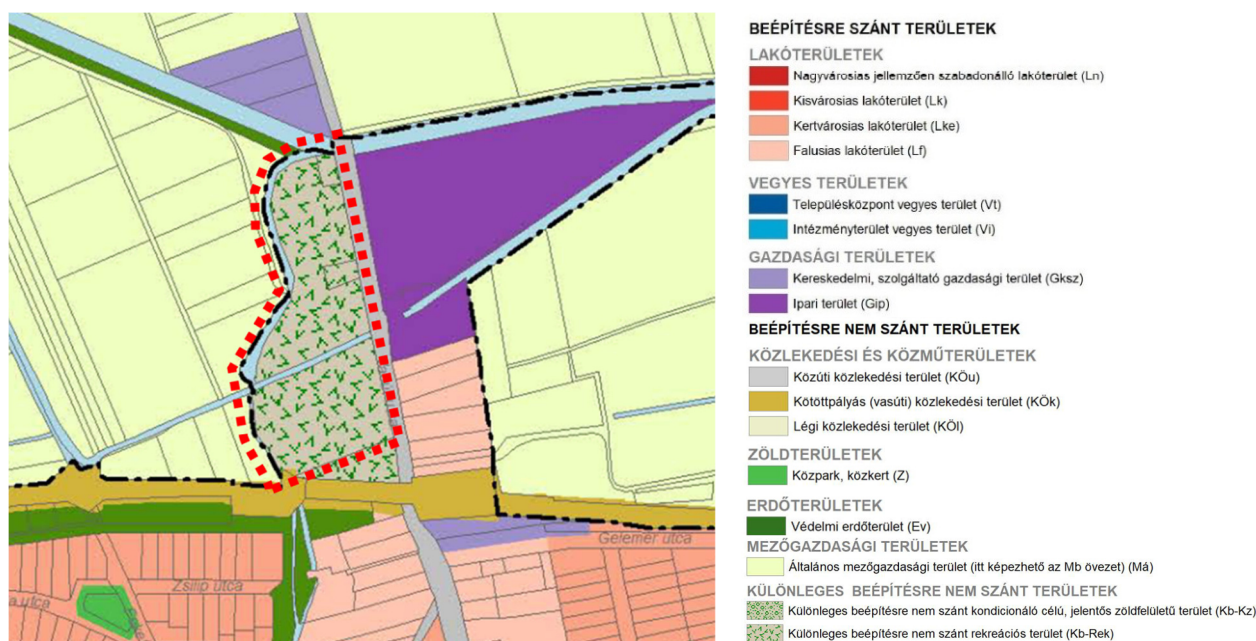 Gelemér utca
Zsilip utca
a utca
BEÉPÍTÉSRE SZÁNT TERÜLETEK
LAKÓTERÜLETEK
Nagyvárosias jellemzően szabadonálló lakóterület (Ln)
Kisvárosias lakóterület (Lk)
Kertvárosias lakóterület (Lke)
Falusias lakóterület (Lf)
VEGYES TERÜLETEK
Településközpont vegyes terület (Vt)
Intézményterület vegyes terület (Vi)
GAZDASÁGI TERÜLETEK
Kereskedelmi, szolgáltató gazdasági terület (Gksz)
Ipari terület (Gip)
BEÉPÍTÉSRE NEM SZÁNT TERÜLETEK
KÖZLEKEDÉSI ÉS KÖZMŰTERÜLETEK
Közúti közlekedési terület (KÖu)
Kötöttpályás (vasúti) közlekedési terület (KÖk)
Légi közlekedési terület (KÖl)
ZÖLDTERÜLETEK
Közpark, közkert (Z)
ERDŐTERÜLETEK
Védelmi erdőterület (Ev)
MEZŐGAZDASÁGI TERÜLETEK
Általános mezőgazdasági terület (itt képezhető az Mb övezet) (Má)
KÜLÖNLEGES BEÉPÍTÉSRE NEM SZÁNT TERÜLETEK
Különleges beépítésre nem szánt kondicionáló célú, jelentős zöldfelületű terület (Kb-Kz)
Különleges beépítésre nem szánt rekreációs terület (Kb-Rek)